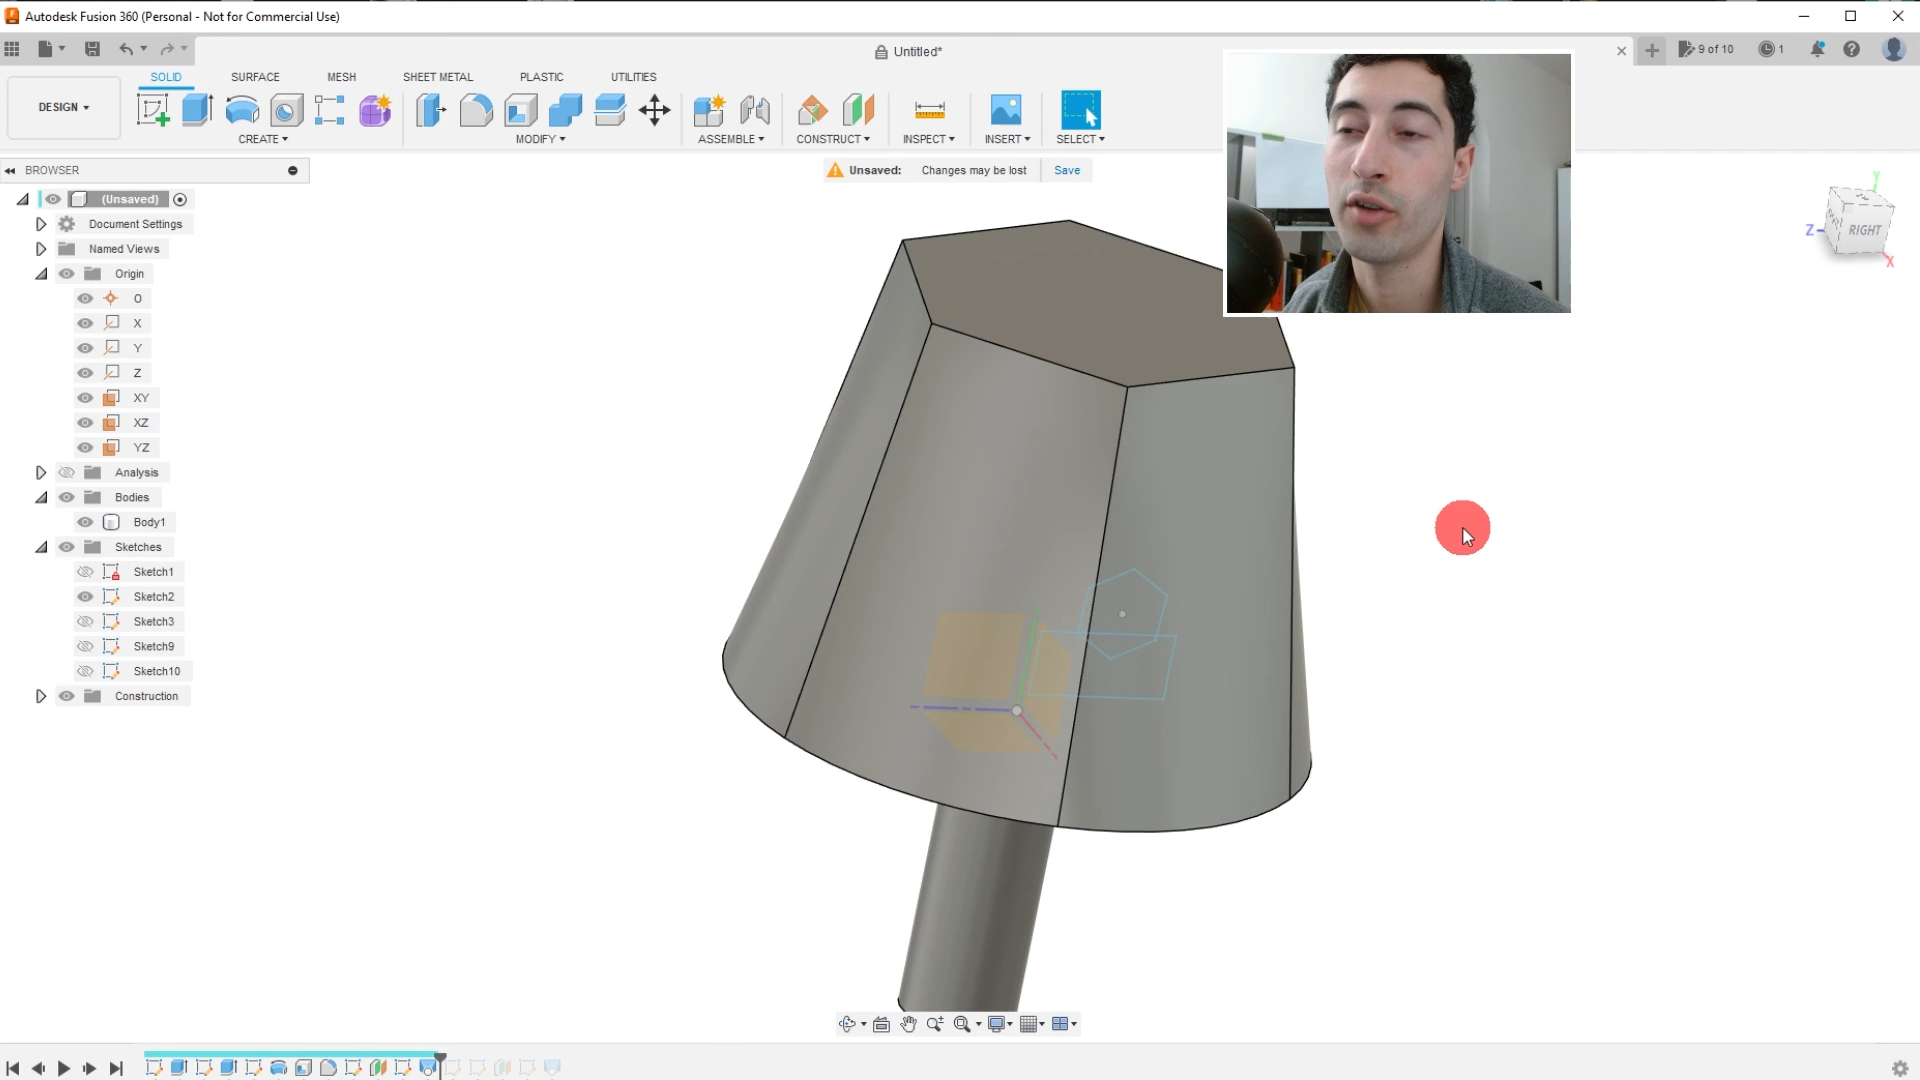 Autodesk Fusion 360 (Personal - Not for Commercial Use)
Untitled*
9 of 10
1
DESIGN
SOLID
SURFACE
MESH
SHEET METAL
PLASTIC
UTILITIES
CREATE
MODIFY
ASSEMBLE
CONSTRUCT
INSPECT
INSERT
SELECT
BROWSER
Unsaved: Changes may be lost Save
(Unsaved)
Document Settings
Named Views
Origin
O
X
Y
Z
XY
XZ
YZ
Analysis
Bodies
Body1
Sketches
Sketch1
Sketch2
Sketch3
Sketch9
Sketch10
Construction
Y
Z
RIGHT
X